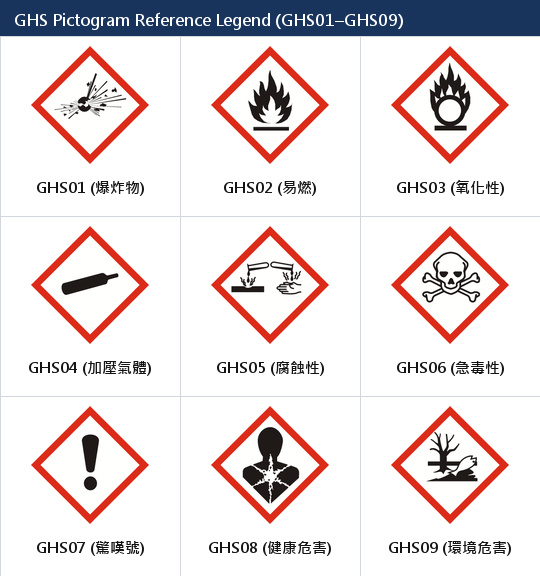 GHS Pictogram Reference Legend (GHS01–GHS09)
GHS01 (爆炸物)
GHS02 (易燃)
GHS03 (氧化性)
GHS04 (加壓氣體)
GHS05 (腐蝕性)
GHS06 (急毒性)
GHS07 (驚嘆號)
GHS08 (健康危害)
GHS09 (環境危害)